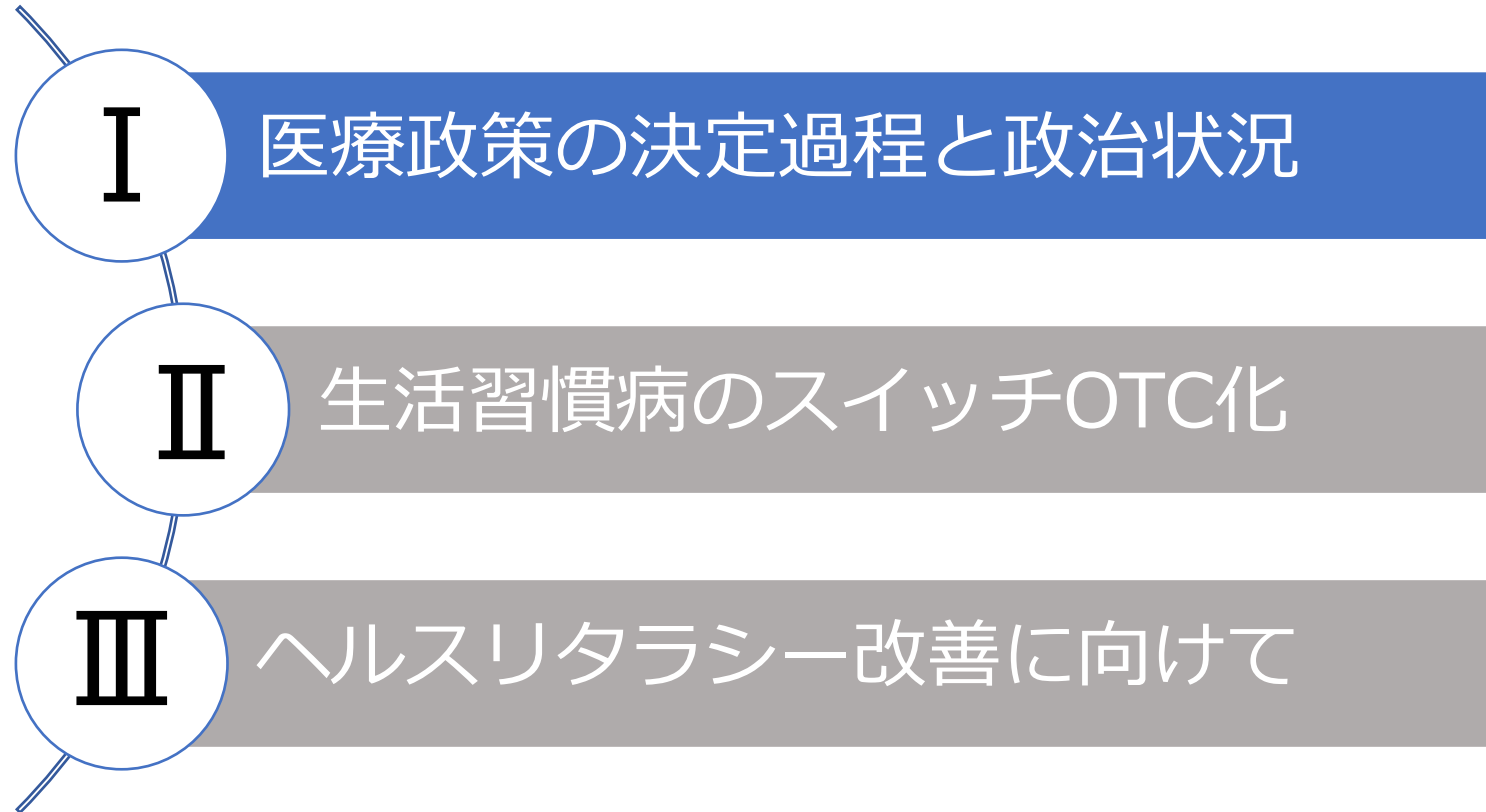 Ⅰ
医療政策の決定過程と政治状況
Ⅱ
生活習慣病のスイッチOTC化
Ⅲ
ヘルスリタラシー改善に向けて